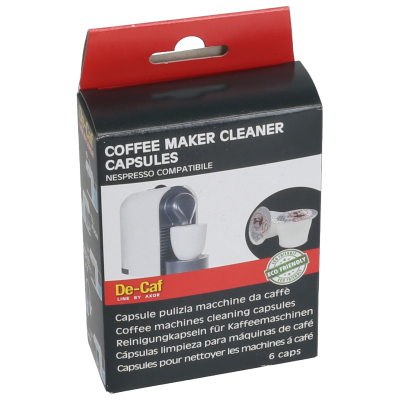 COFFEE MAKER CLEANER
CAPSULES
NESPRESSO COMPATIBILE
ECO FRIENDLY
De-Caf
LINE BY AXOR
Capsule pulizia macchine da caffè
Coffee machines cleaning capsules
Reinigungkapseln für Kaffeemaschinen
Cápsulas limpieza para máquinas de café
Capsules pour nettoyer les machines á café
6 caps